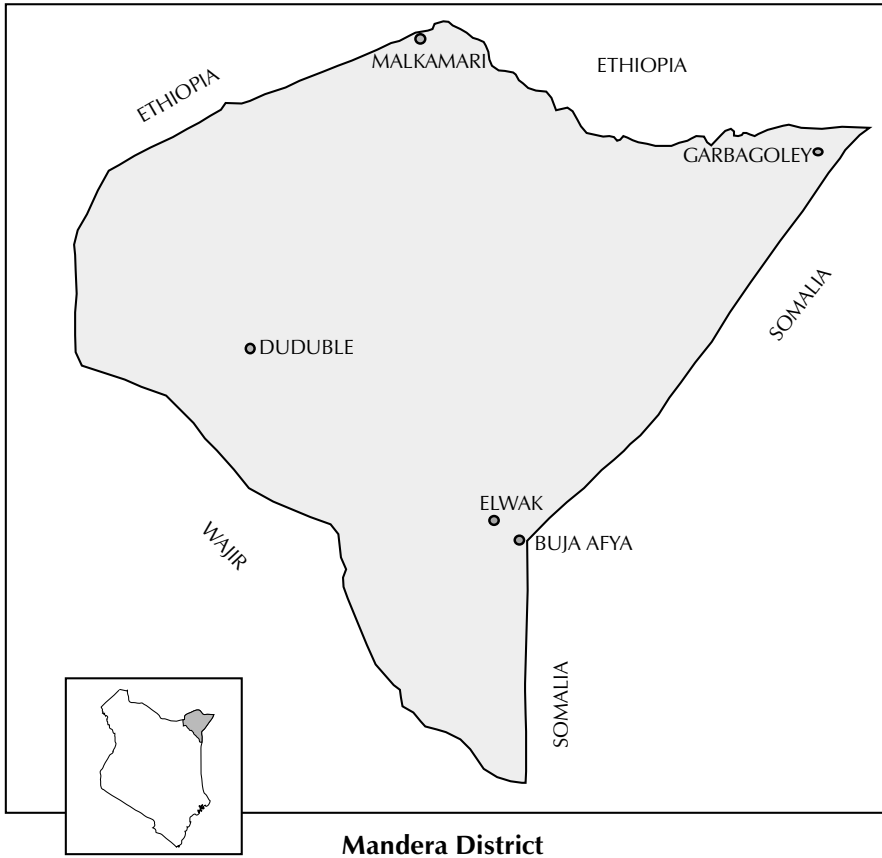 MALKAMARI
ETHIOPIA
ETHIOPIA
GARBAGOLEY
SOMALIA
DUDUBLE
ELWAK
BUJA AFYA
WAJIR
SOMALIA
Mandera District